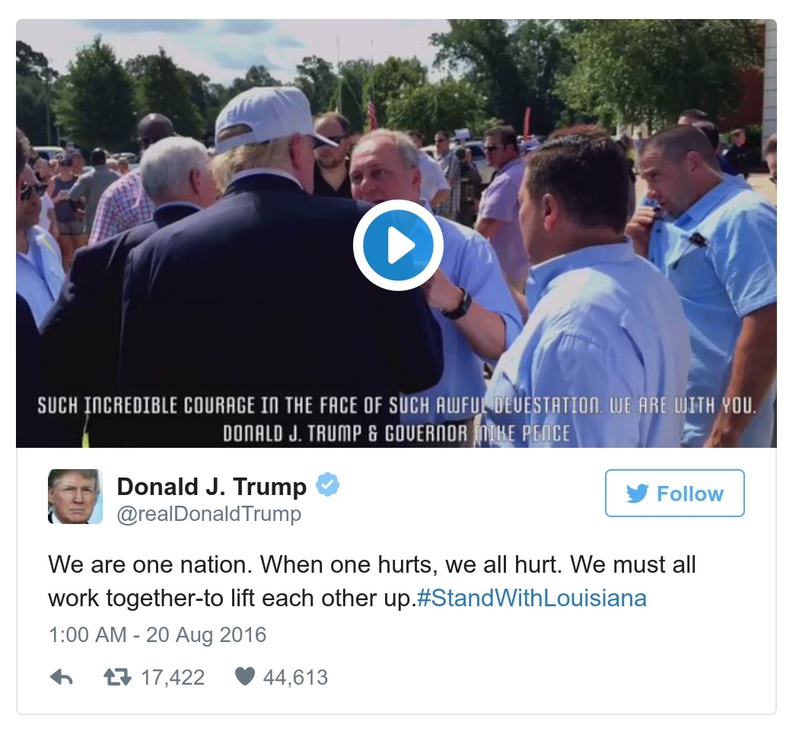 SUCH INCREDIBLE COURAGE IN THE FACE OF SUCH AWFUL DEVESTATION. WE ARE WITH YOU.
DONALD J. TRUMP & GOVERNOR MIKE PENCE
Donald J. Trump
@realDonaldTrump
Follow
We are one nation. When one hurts, we all hurt. We must all
work together-to lift each other up.#StandWithLouisiana
1:00 AM - 20 Aug 2016
17,422 44,613